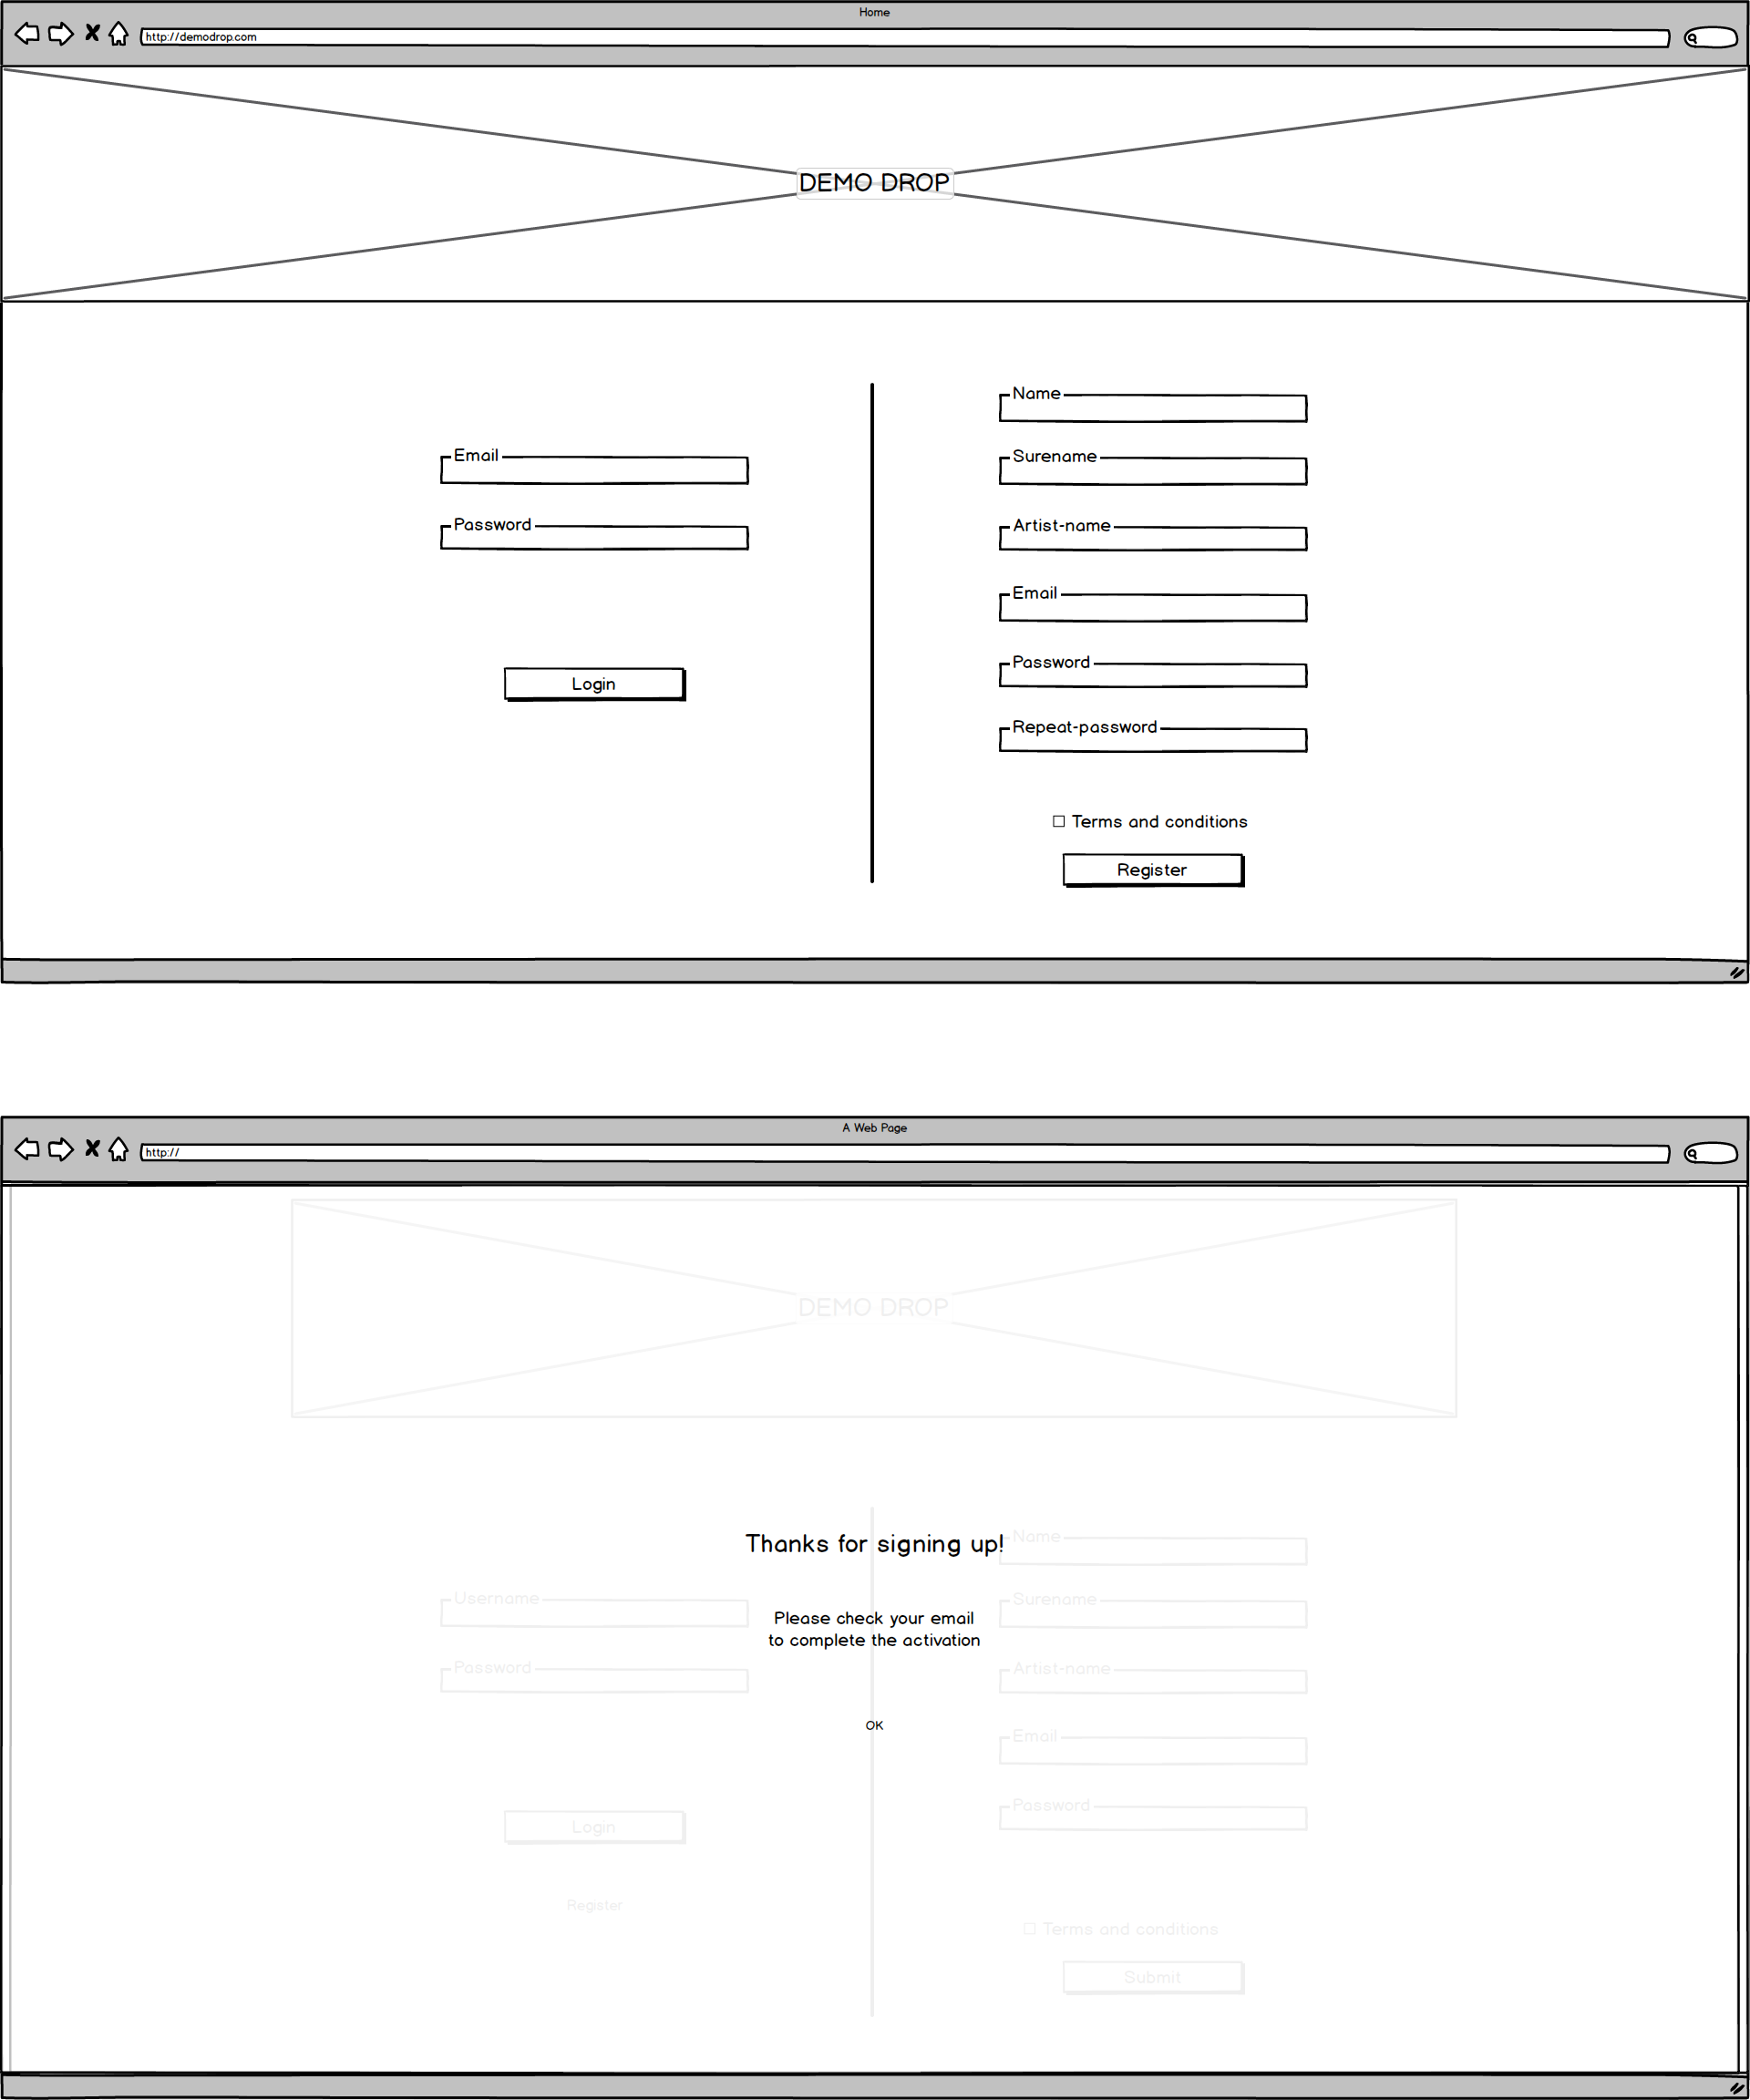 Home
http://demodrop.com
DEMO DROP
Name
Email
Surename
Password
Artist-name
Email
Login
Password
Repeat-password
Terms and conditions
Register
A Web Page
http://
DEMO DROP
Thanks for signing up!
Name
Username
Surename
Please check your email
to complete the activation
Password
Artist-name
OK
Email
Password
Login
Register
Terms and conditions
Submit